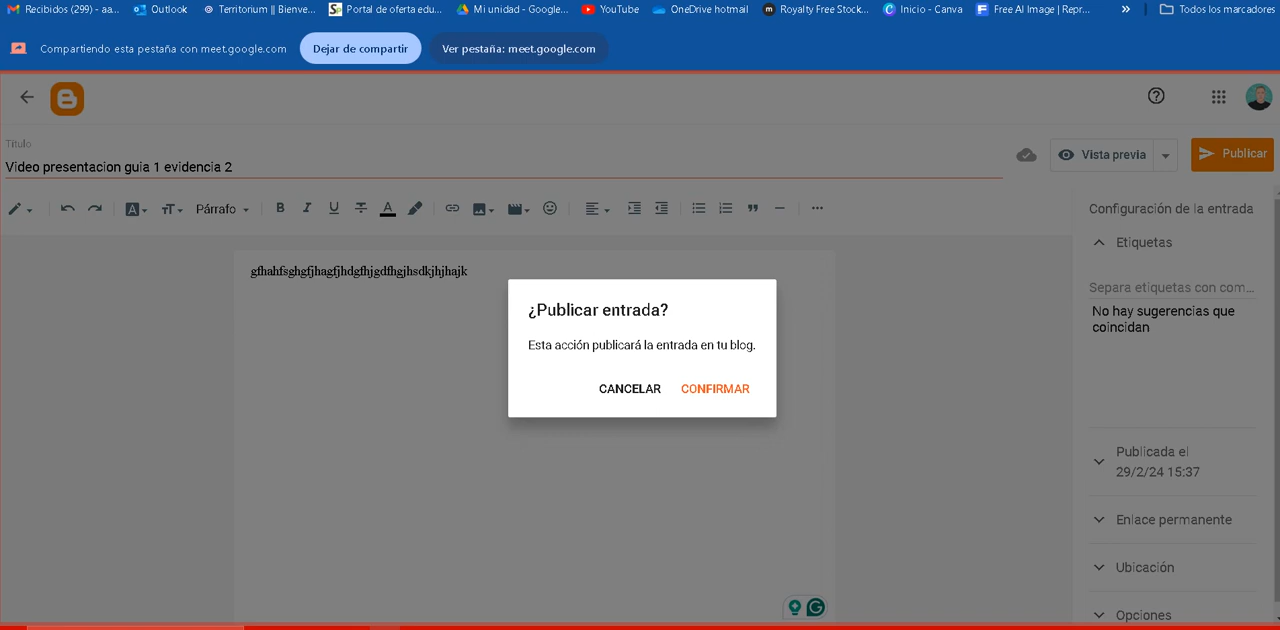 Recibidos (299) - aa... Outlook Territorium || Bienve... Portal de oferta edu... Mi unidad - Google... YouTube OneDrive hotmail Royalty Free Stock... Inicio - Canva Free AI Image | Repr... » Todos los marcadores
Compartiendo esta pestaña con meet.google.com Dejar de compartir Ver pestaña: meet.google.com
Título
Video presentacion guia 1 evidencia 2
Vista previa Publicar
Párrafo
Configuración de la entrada
Etiquetas
Separa etiquetas con com...
No hay sugerencias que
coincidan
gfhahfsghgfjhagfjhdgfhjgdfhgjhsdkjhjhajk
¿Publicar entrada?
Esta acción publicará la entrada en tu blog.
CANCELAR CONFIRMAR
Publicada el
29/2/24 15:37
Enlace permanente
Ubicación
Opciones